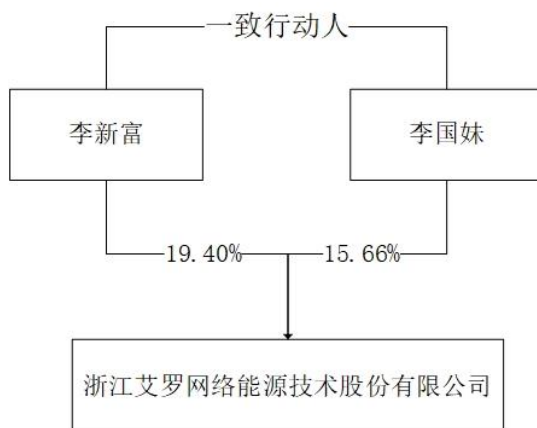 一致行动人
李新富
李国妹
19.40%
15.66%
浙江艾罗网络能源技术股份有限公司